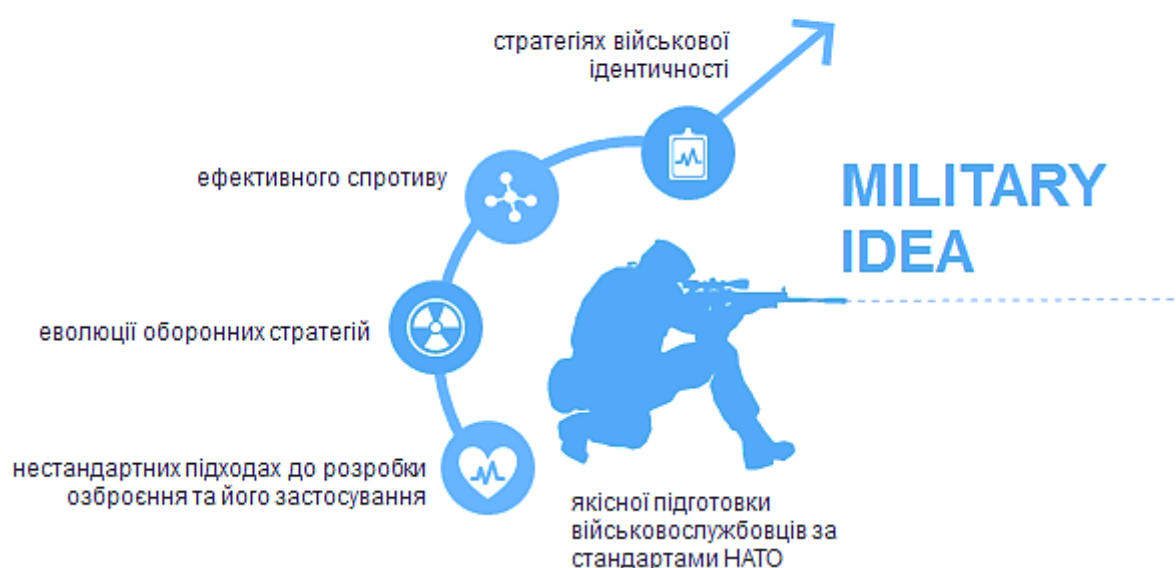 стратегіях військової
ідентичності
ефективного спротиву
MILITARY
IDEA
еволюції оборонних стратегій
нестандартних підходах до розробки
озброєння та його застосування
якісної підготовки
військовослужбовців за
стандартами НАТО